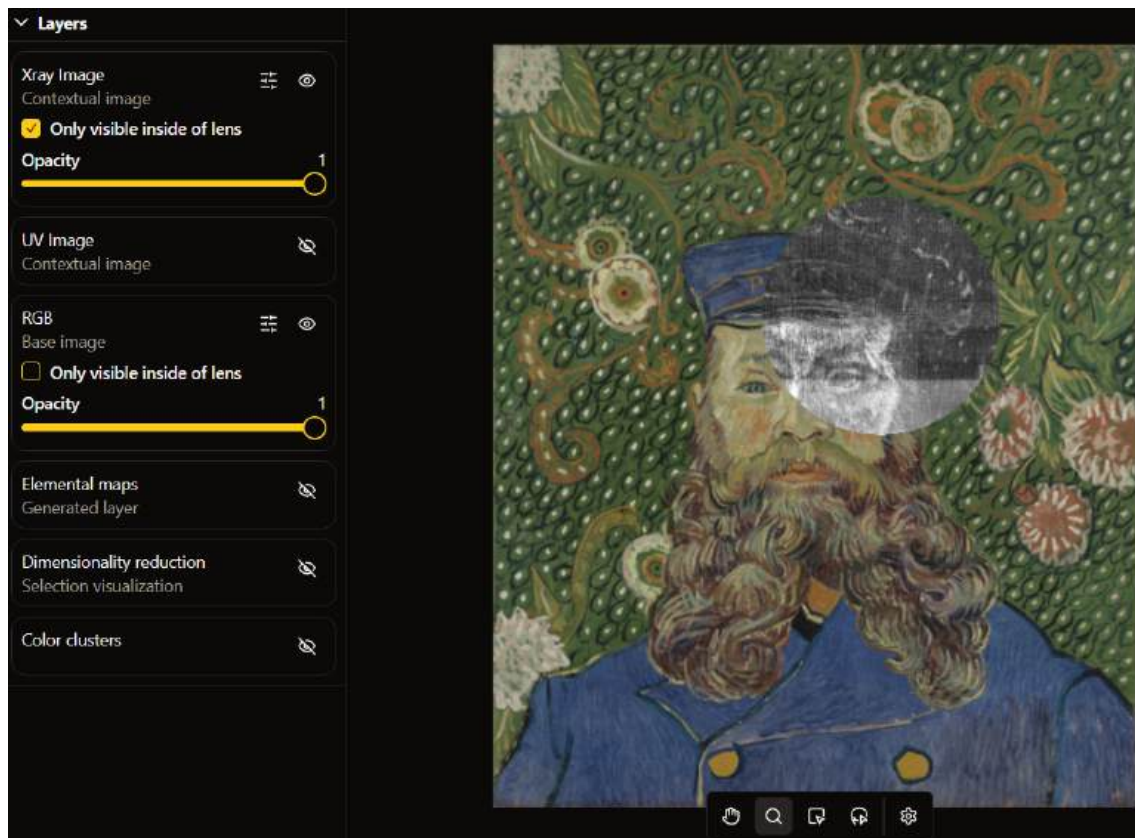 Layers
Xray Image
Contextual image
Only visible inside of lens
Opacity 1
UV Image
Contextual image
RGB
Base image
Only visible inside of lens
Opacity 1
Elemental maps
Generated layer
Dimensionality reduction
Selection visualization
Color clusters